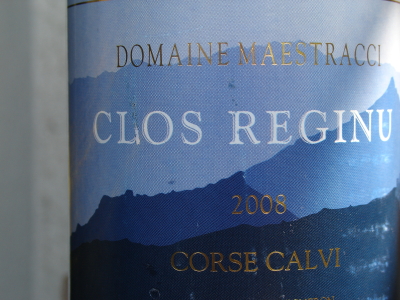 DOMAINE MAESTRACCI
CLOS REGINU
2008
CORSE CALVI